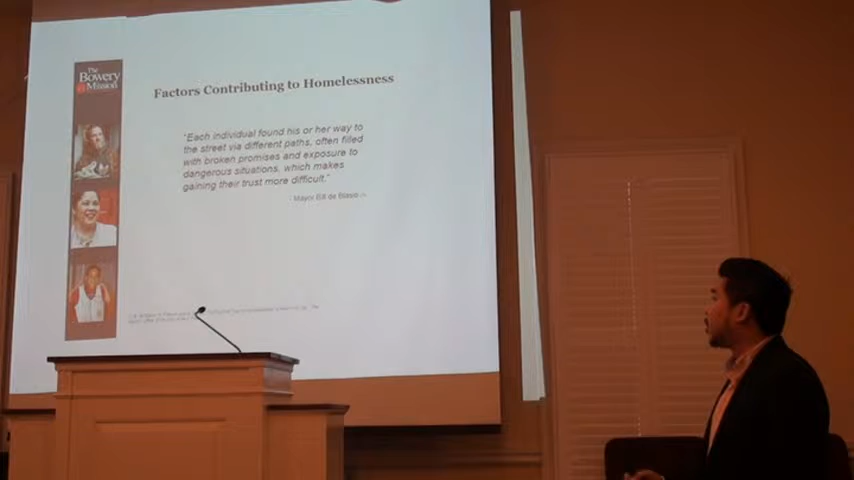 The
Bowery
Mission
Factors Contributing to Homelessness
"Each individual found his or her way to
the street via different paths, often filled
with broken promises and exposure to
dangerous situations, which makes
gaining their trust more difficult."
Mayor Bill de Blasio